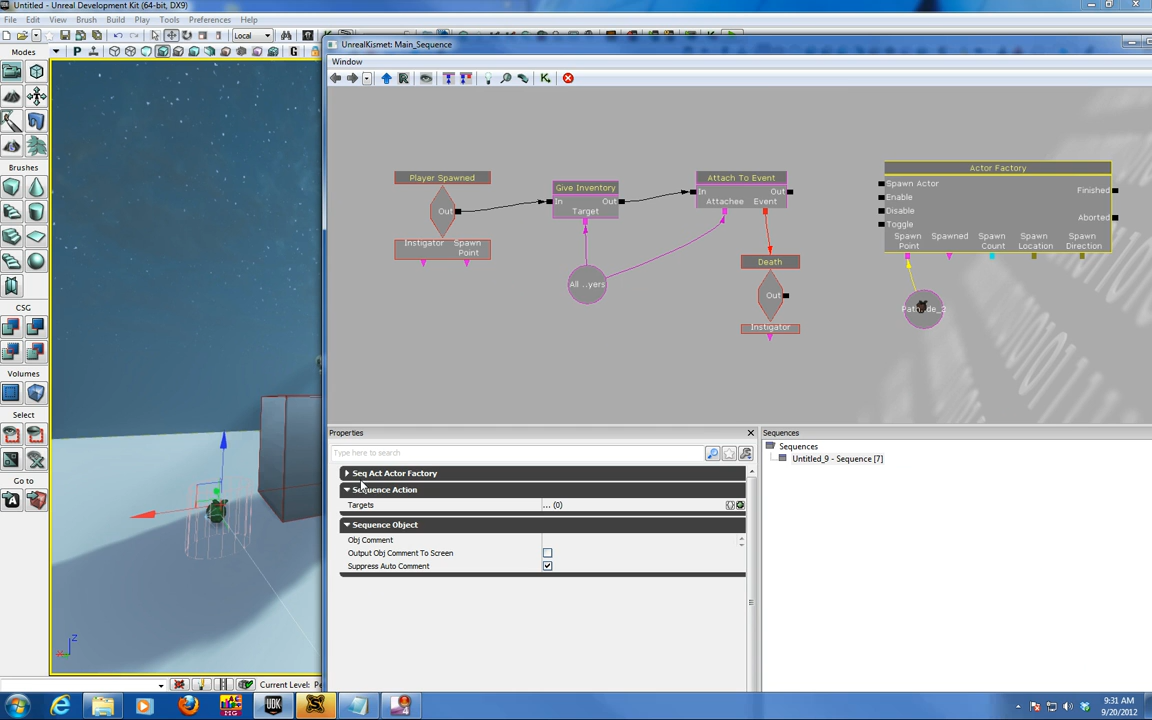 Untitled - Unreal Development Kit (64-bit, DX9)
File Edit View Brush Build Play Tools Preferences Help
Local
Modes
Brushes
CSG
Volumes
Select
Go to
UnrealKismet: Main_Sequence
Window
Player Spawned
Out
Instigator Spawn Point
Give Inventory
In Out
Target
Attach To Event
In Out
Attachee Event
All ..yers
Death
Out
Instigator
Actor Factory
Spawn Actor
Enable
Disable
Toggle
Finished
Aborted
Spawn Point Spawned Spawn Count Spawn Location Spawn Direction
Properties
Type here to search
Seq Act Actor Factory
Sequence Action
Targets ... (0)
Sequence Object
Obj Comment
Output Obj Comment To Screen
Suppress Auto Comment
Sequences
Sequences
Untitled_9 - Sequence [7]
Current Level:
UDK
MG
9:31 AM
9/20/2012